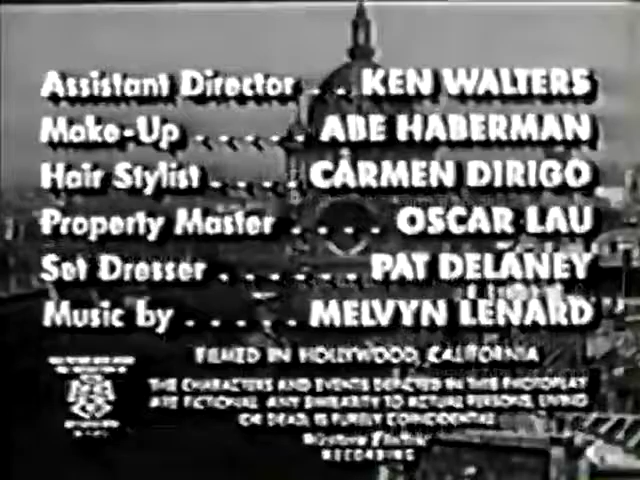 Assistant Director . . KEN WALTERS
Make-Up . . . . . ABE HABERMAN
Hair Stylist . . . . CARMEN DIRIGO
Property Master . . . . OSCAR LAU
Set Dresser . . . . . . PAT DELANEY
Music by . . . . . MELVYN LENARD
FILMED IN HOLLYWOOD, CALIFORNIA
THE CHARACTERS AND EVENTS DEPICTED IN THIS PHOTOPLAY
ARE FICTIONAL. ANY SIMILARITY TO ACTUAL PERSONS, LIVING
OR DEAD, IS PURELY COINCIDENTAL
Western Electric
RECORDING